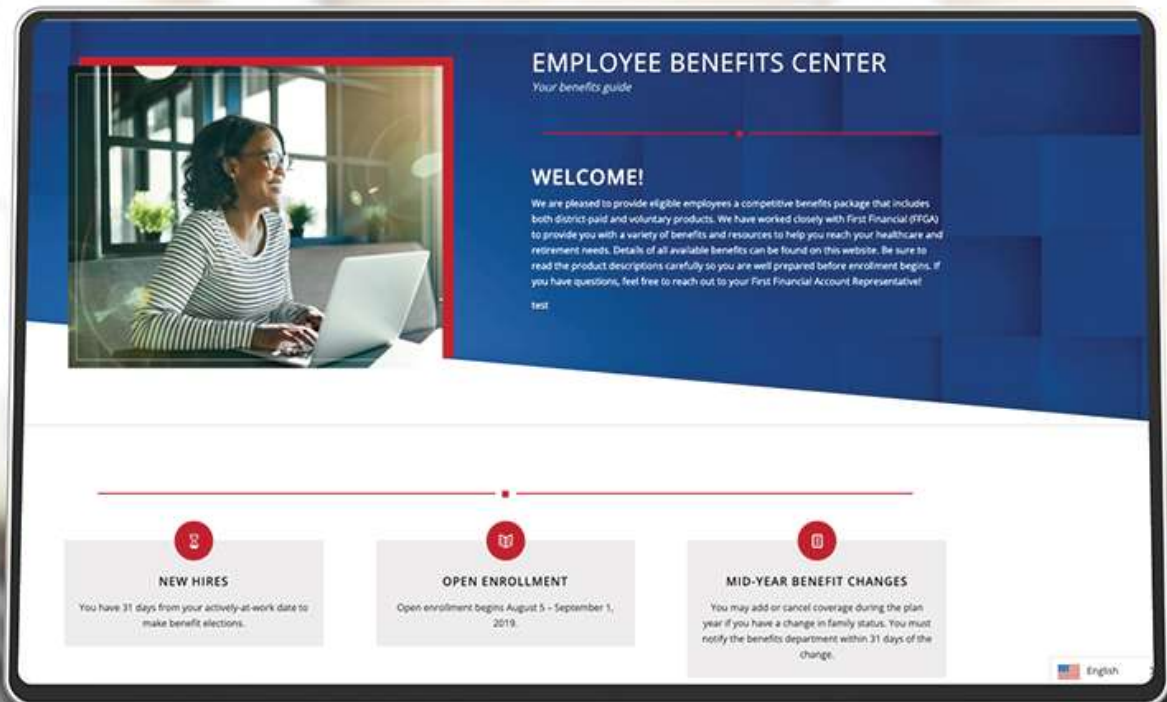 EMPLOYEE BENEFITS CENTER
Your benefits guide
WELCOME!
We are pleased to provide eligible employees a competitive benefits package that includes
both district-paid and voluntary products. We have worked closely with First Financial (FFGA)
to provide you with a variety of benefits and resources to help you reach your healthcare and
retirement needs. Details of all available benefits can be found on this website. Be sure to
read the product descriptions carefully so you are well prepared before enrollment begins. If
you have questions, feel free to reach out to your First Financial Account Representative!
test
NEW HIRES
You have 31 days from your actively-at-work date to
make benefit elections.
OPEN ENROLLMENT
Open enrollment begins August 5 – September 1,
2019.
MID-YEAR BENEFIT CHANGES
You may add or cancel coverage during the plan
year if you have a change in family status. You must
notify the benefits department within 31 days of the
change.
English